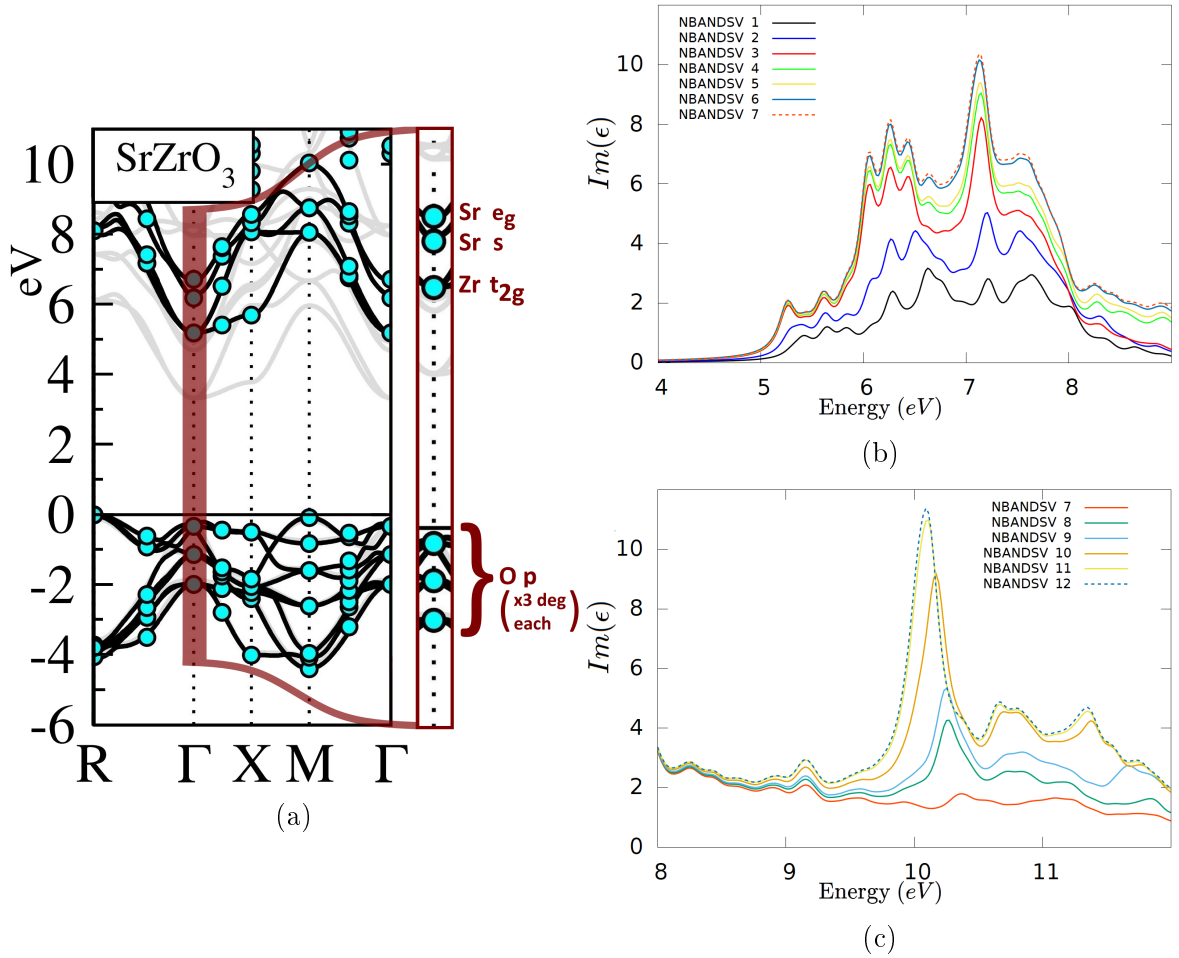 SrZrO3
eV
10
8
6
4
2
0
-2
-4
-6
R Γ X M Γ
Sr eg
Sr s
Zr t2g
O p
(x3 deg
each)
(a)
NBANDSV 1
NBANDSV 2
NBANDSV 3
NBANDSV 4
NBANDSV 5
NBANDSV 6
NBANDSV 7
Im(ϵ)
10
8
6
4
2
0
4 5 6 7 8
Energy (eV)
(b)
NBANDSV 7
NBANDSV 8
NBANDSV 9
NBANDSV 10
NBANDSV 11
NBANDSV 12
Im(ϵ)
10
8
6
4
2
0
8 9 10 11
Energy (eV)
(c)